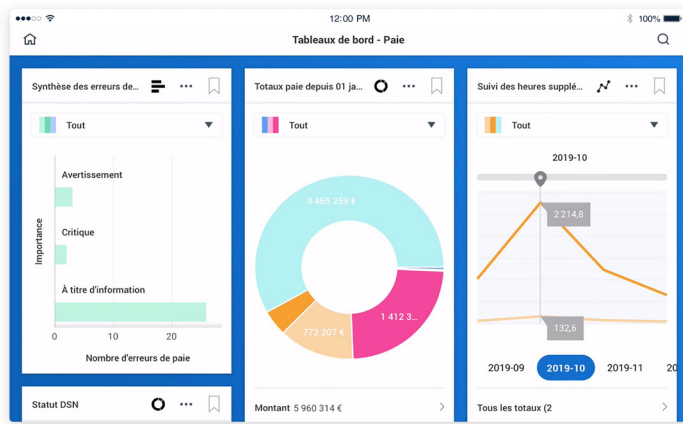 12:00 PM
100%
Tableaux de bord - Paie
Synthèse des erreurs de...
Tout
Avertissement
Critique
À titre d'information
Importance
0 10 20
Nombre d'erreurs de paie
Statut DSN
Totaux paie depuis 01 ja...
Tout
3 465 259 €
1 412 3...
772 207 €
Montant 5 960 314 €
Suivi des heures supplé...
Tout
2019-10
2 214,8
132,6
2019-09 2019-10 2019-11 20
Tous les totaux (2